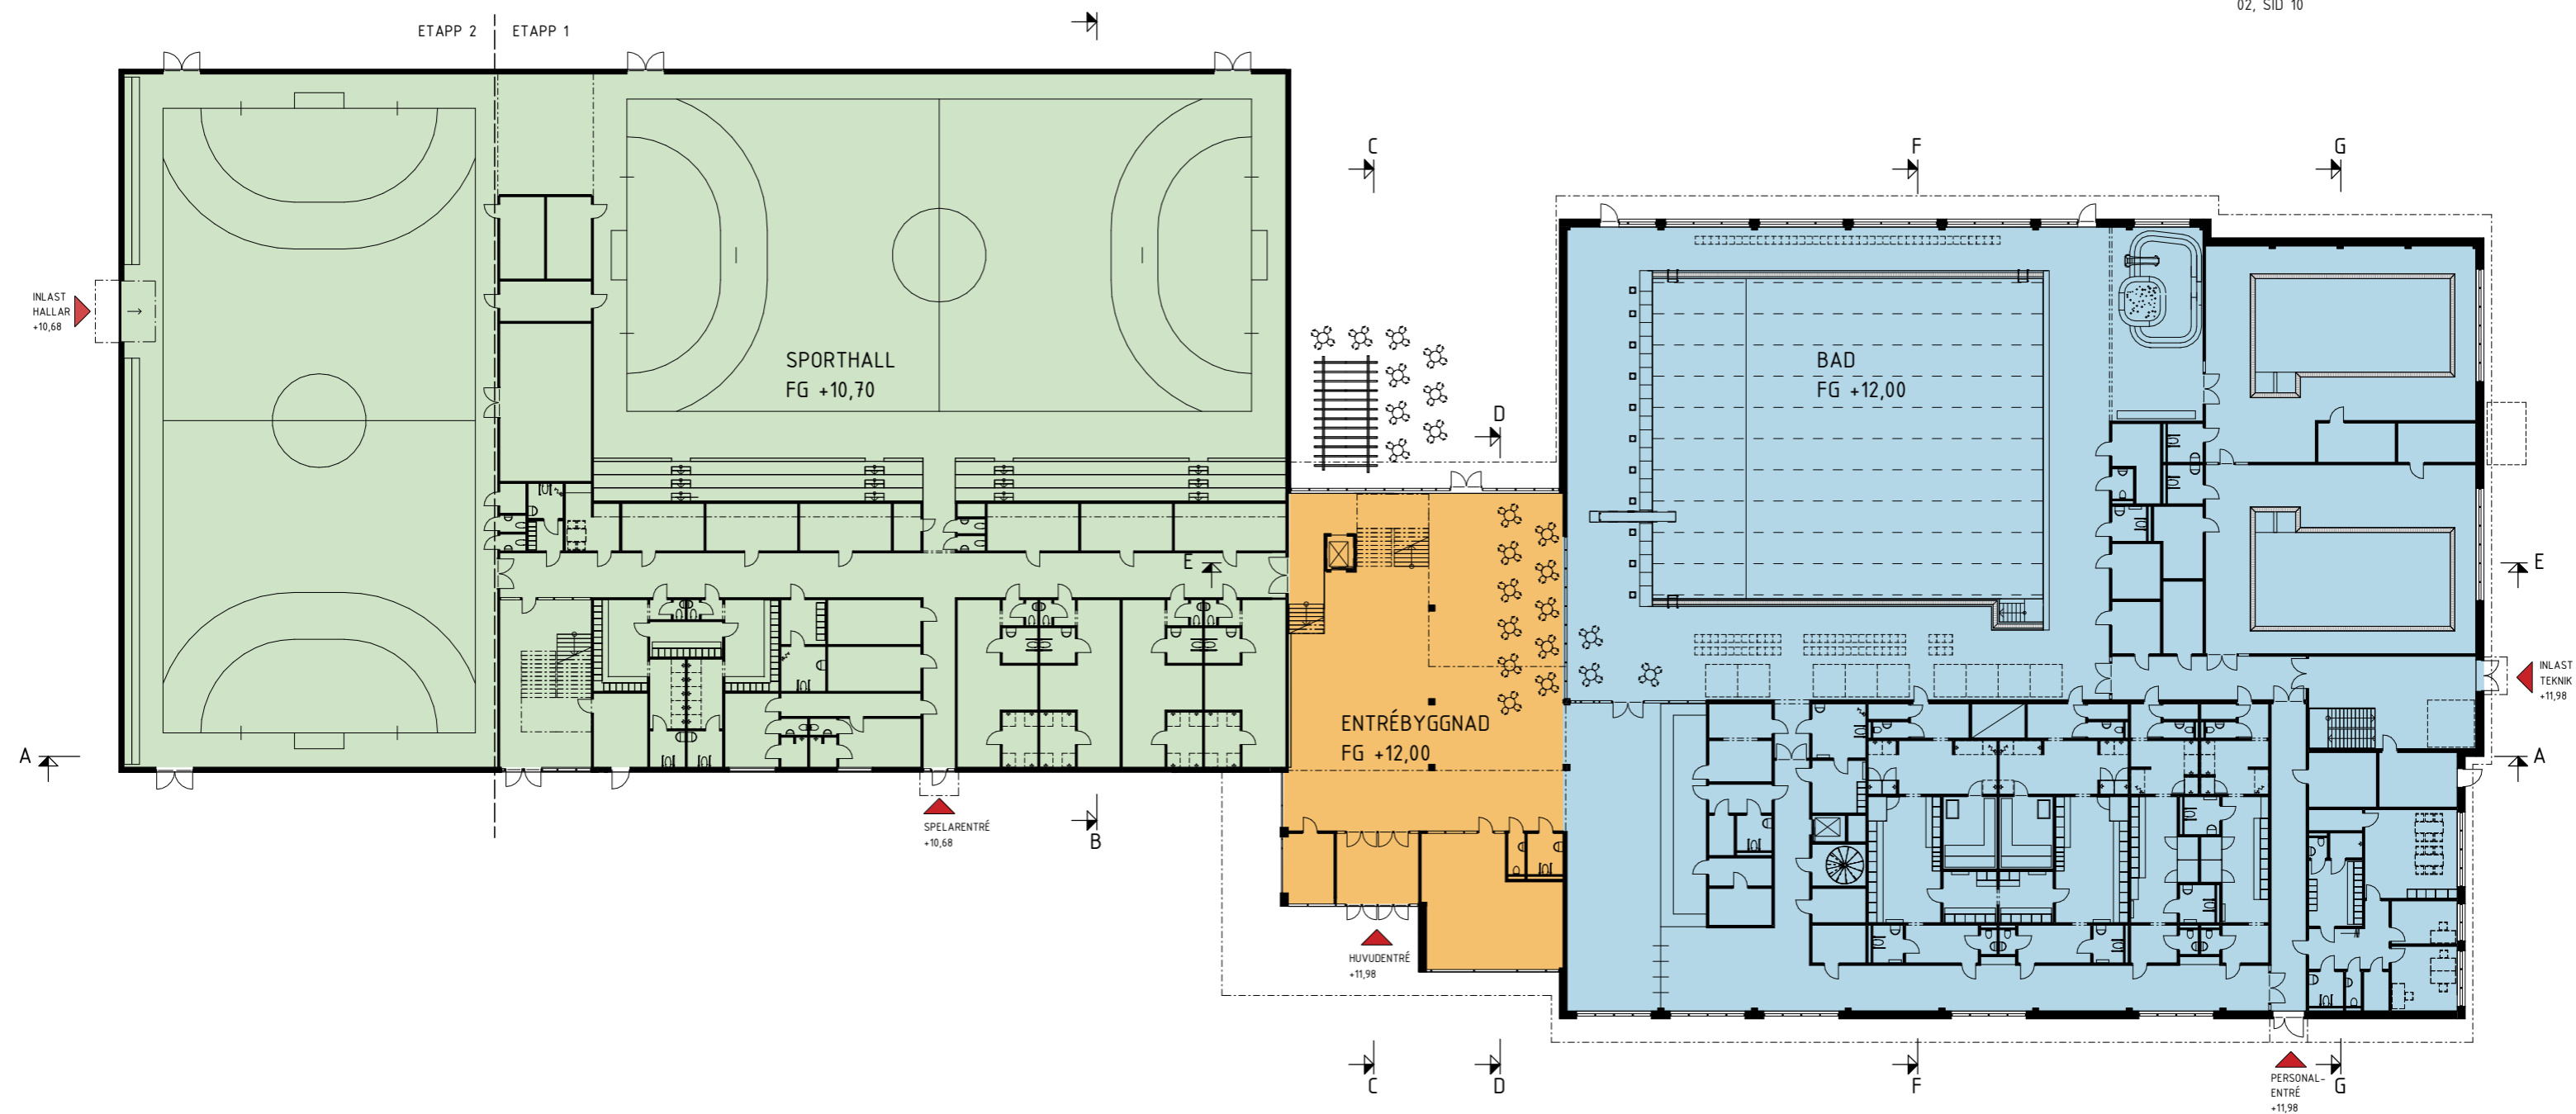 02, SID 10
ETAPP 2
ETAPP 1
C
F
G
INLAST
HALLAR
+10,68
SPORTHALL
FG +10,70
BAD
FG +12,00
D
E
E
INLAST
TEKNIK
+11,98
ENTRÉBYGGNAD
FG +12,00
A
A
SPELARENTRÉ
+10,68
B
HUVUDENTRÉ
+11,98
C
D
F
G
PERSONAL-
ENTRÉ
+11,98